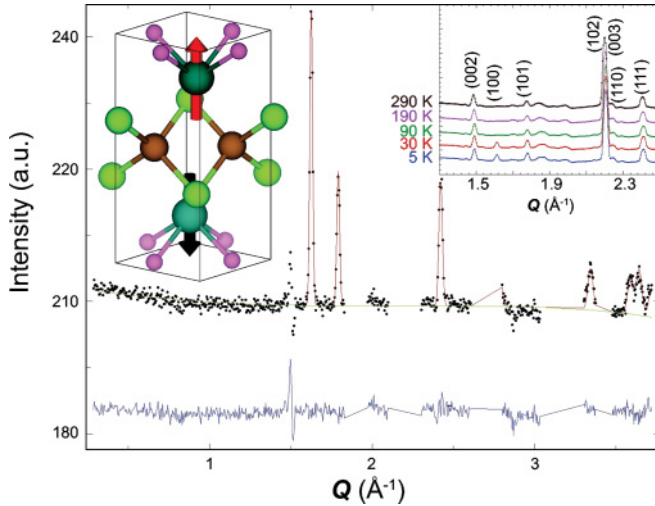 240
220
210
180
Intensity (a.u.)
1
2
3
Q (Å⁻¹)
(002)
(100)
(101)
(102)
(003)
(110)
(111)
290 K
190 K
90 K
30 K
5 K
1.5
1.9
2.3
Q (Å⁻¹)